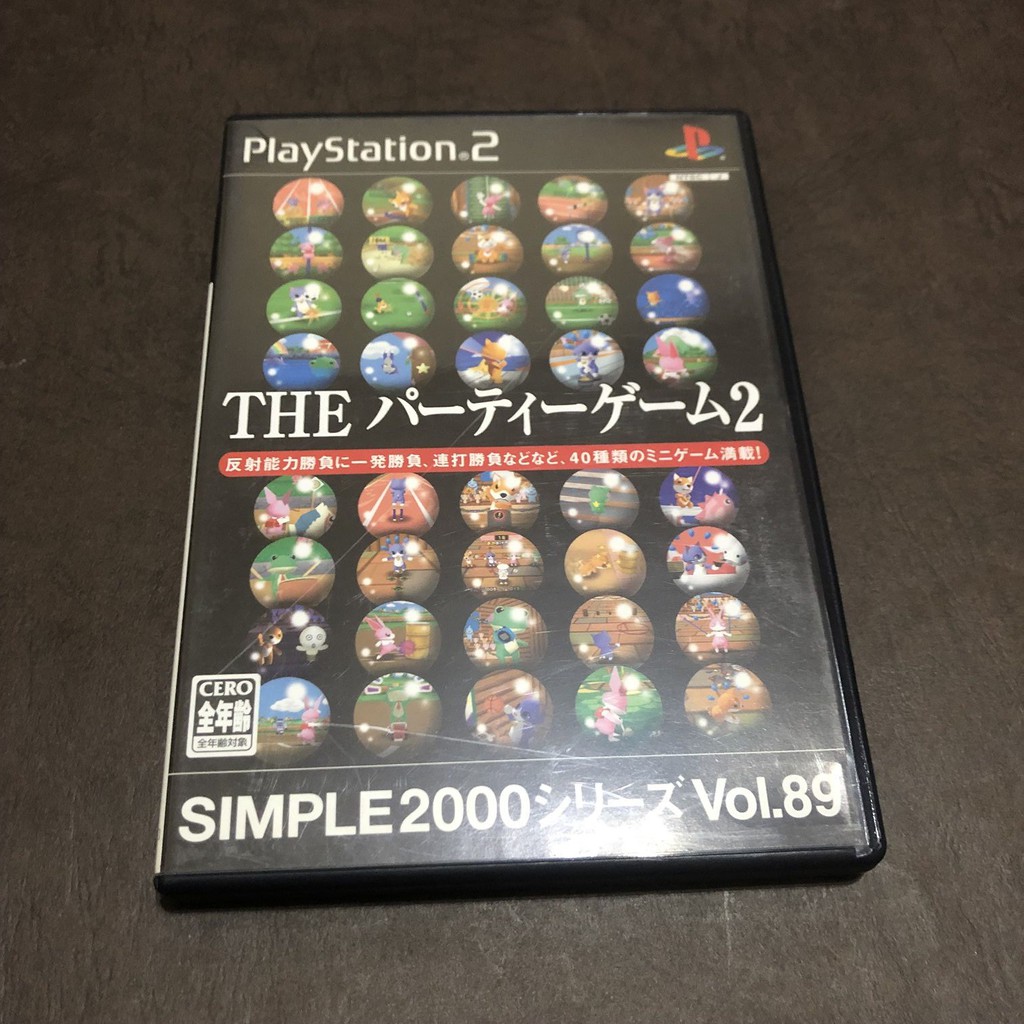 PlayStation®2
NTSC J
THE パーティーゲーム2
反射能力勝負に一発勝負、連打勝負などなど、40種類のミニゲーム満載!
CERO
全年齢
全年齢対象
SIMPLE2000シリーズ Vol.89